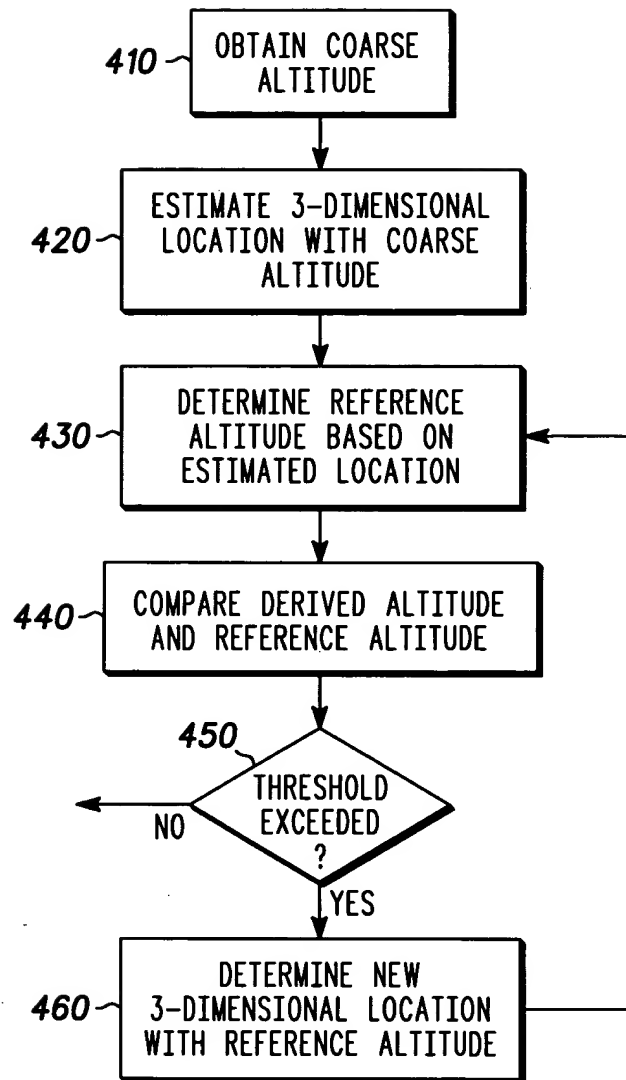 410
OBTAIN COARSE
ALTITUDE
420
ESTIMATE 3-DIMENSIONAL
LOCATION WITH COARSE
ALTITUDE
430
DETERMINE REFERENCE
ALTITUDE BASED ON
ESTIMATED LOCATION
440
COMPARE DERIVED ALTITUDE
AND REFERENCE ALTITUDE
450
THRESHOLD
EXCEEDED
?
NO
YES
460
DETERMINE NEW
3-DIMENSIONAL LOCATION
WITH REFERENCE ALTITUDE